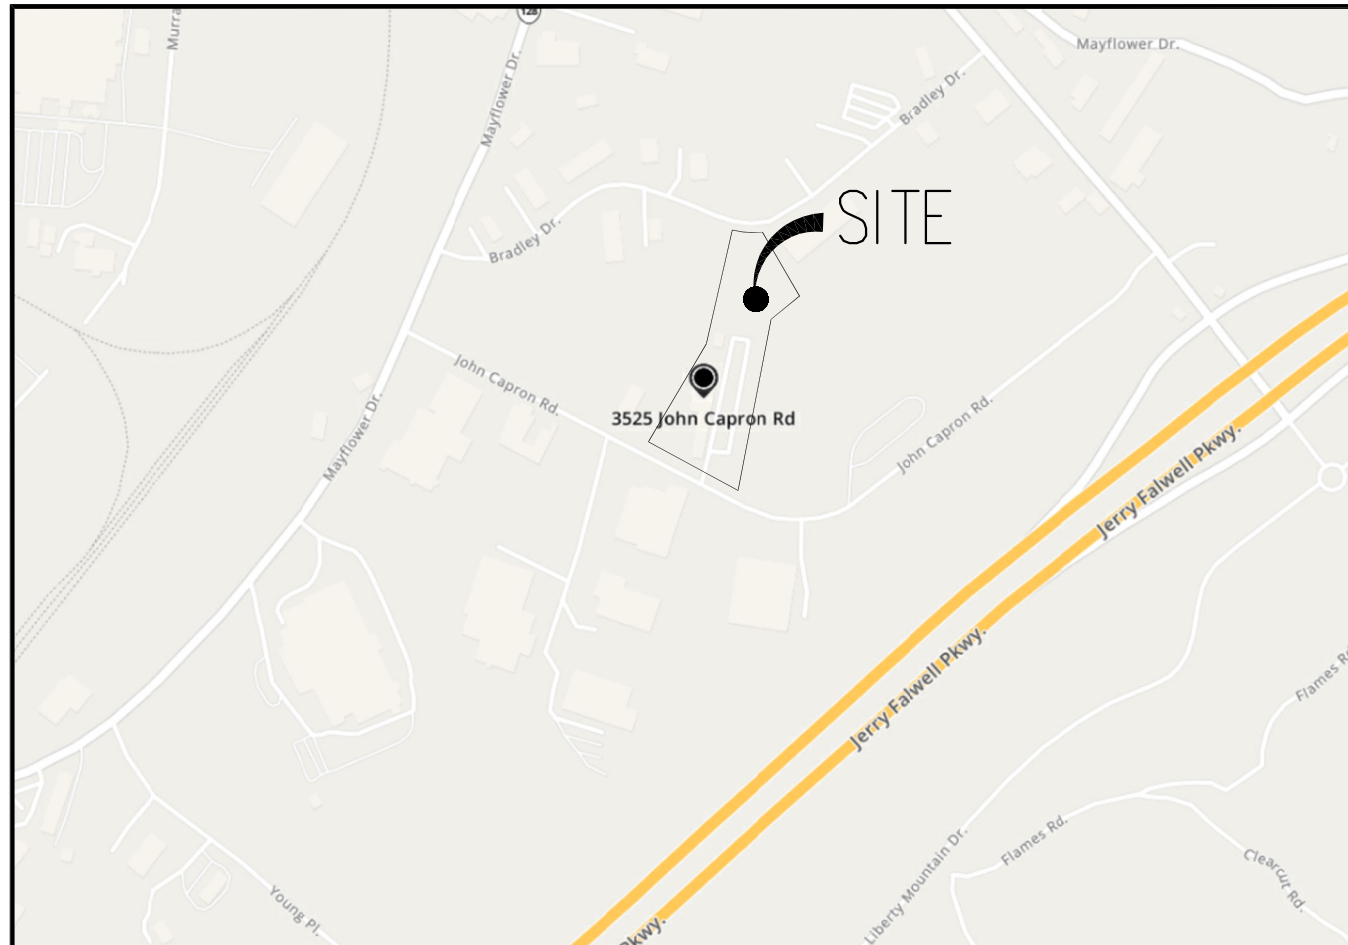 128
Murra
Mayflower Dr.
Mayflower Dr.
Bradley Dr.
SITE
Bradley Dr.
John Capron Rd.
3525 John Capron Rd
Mayflower Dr.
John Capron Rd.
Jerry Falwell Pkwy.
Jerry Falwell Pkwy.
Flames Rd
Flames Rd.
Liberty Mountain Dr.
Clearcut Rd.
Young Pl.
Pkwy.